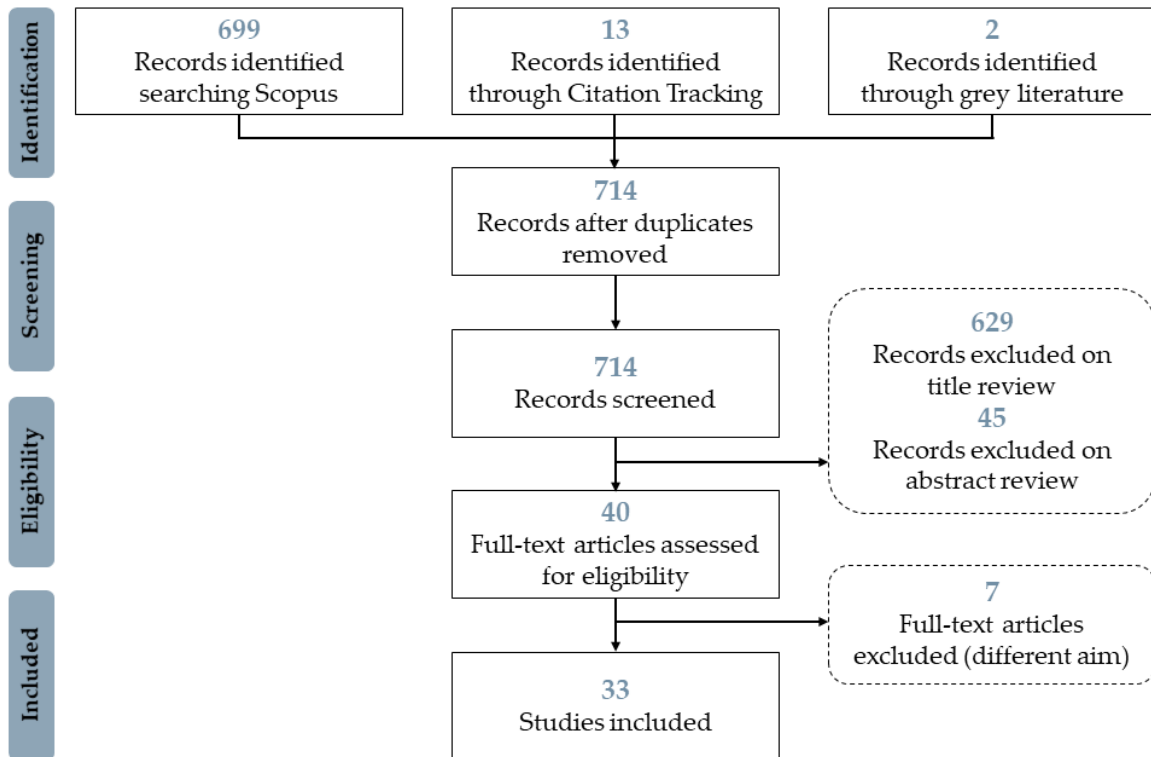 Identification
699
Records identified
searching Scopus
13
Records identified
through Citation Tracking
2
Records identified
through grey literature
Screening
714
Records after duplicates
removed
714
Records screened
629
Records excluded on
title review
45
Records excluded on
abstract review
Eligibility
40
Full-text articles assessed
for eligibility
7
Full-text articles
excluded (different aim)
Included
33
Studies included